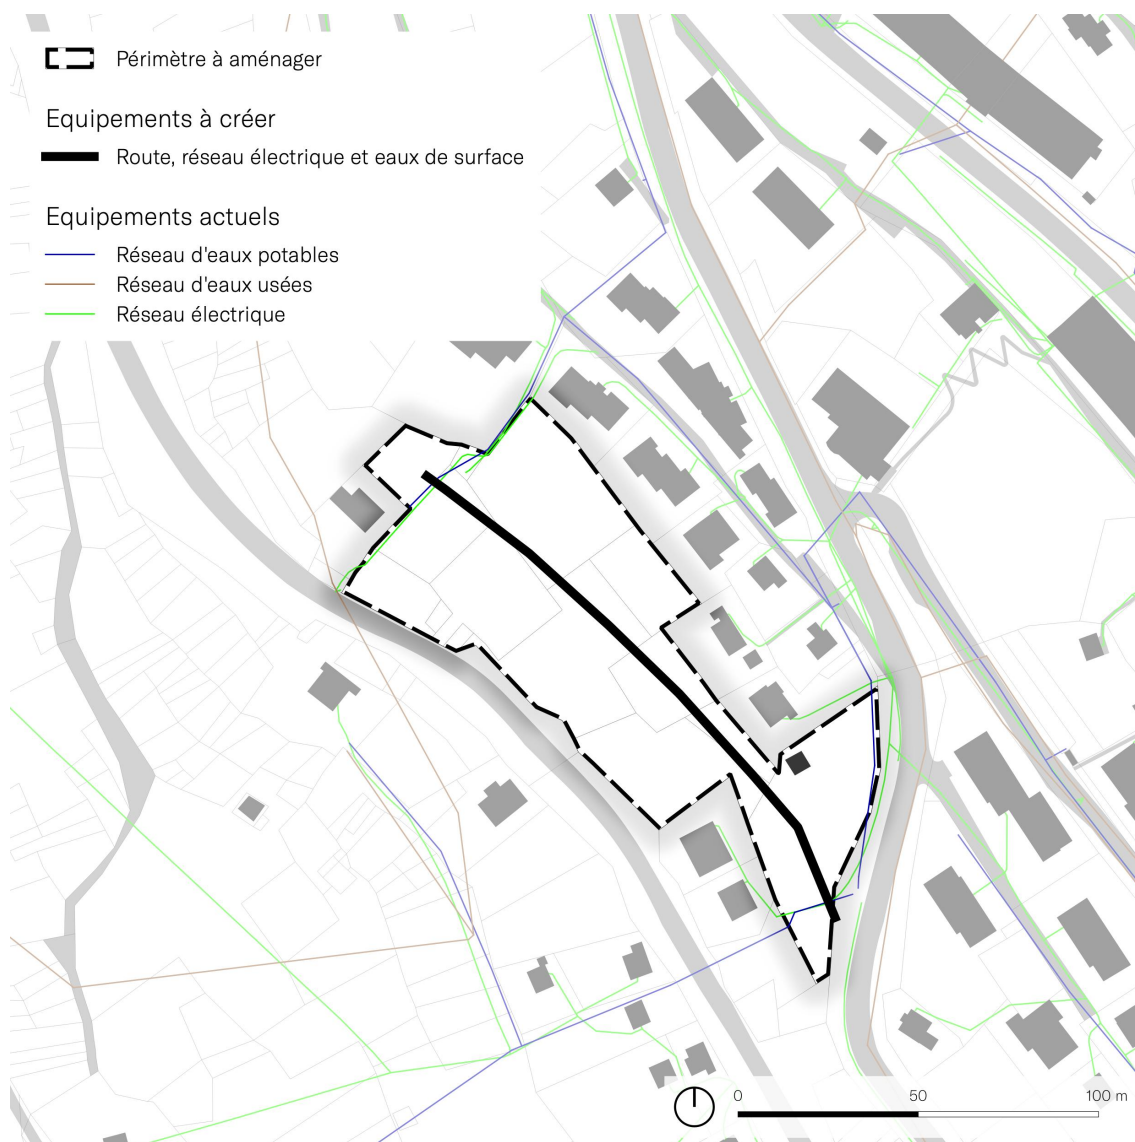 Périmètre à aménager
Equipements à créer
Route, réseau électrique et eaux de surface
Equipements actuels
Réseau d'eaux potables
Réseau d'eaux usées
Réseau électrique
0 50 100 m